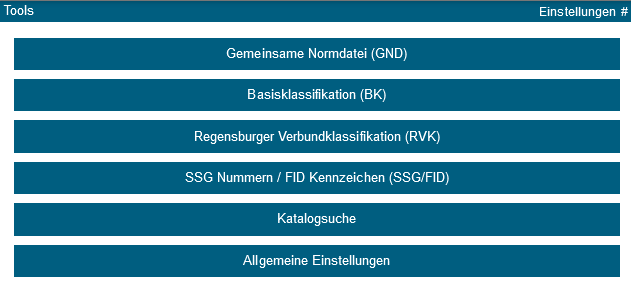 Tools
Einstellungen #
Gemeinsame Normdatei (GND)
Basisklassifikation (BK)
Regensburger Verbundklassifikation (RVK)
SSG Nummern / FID Kennzeichen (SSG/FID)
Katalogsuche
Allgemeine Einstellungen